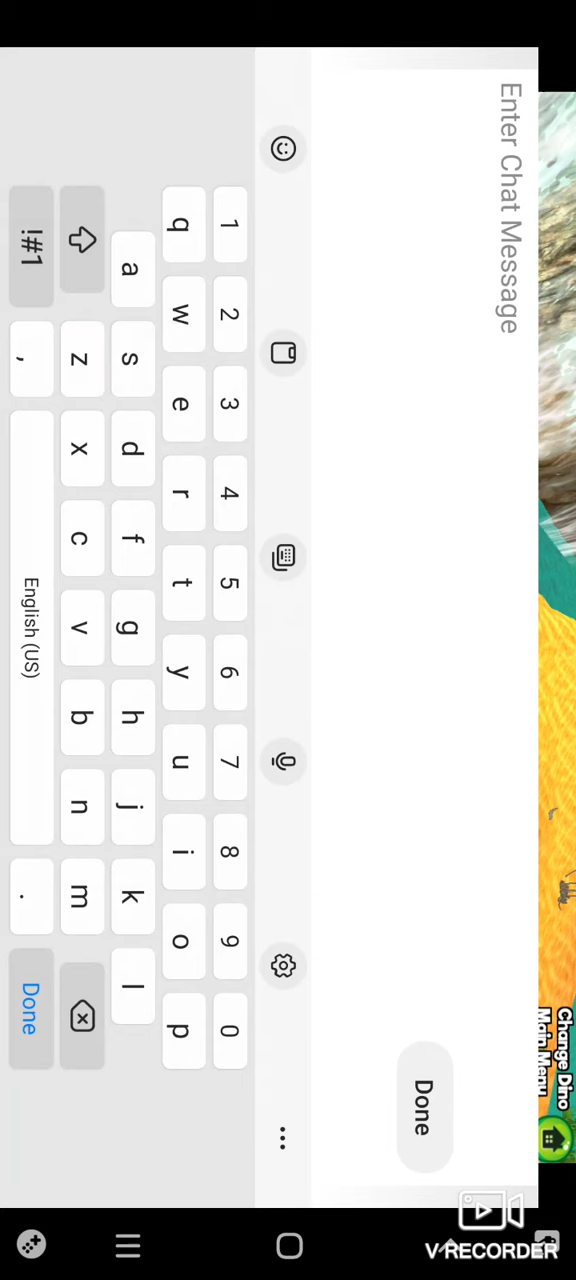 Change Dino
Main Menu
Enter Chat Message
Done
1 2 3 4 5 6 7 8 9 0
q w e r t y u i o p
a s d f g h j k l
z x c v b n m
!#1 , English (US) . Done
V RECORDER